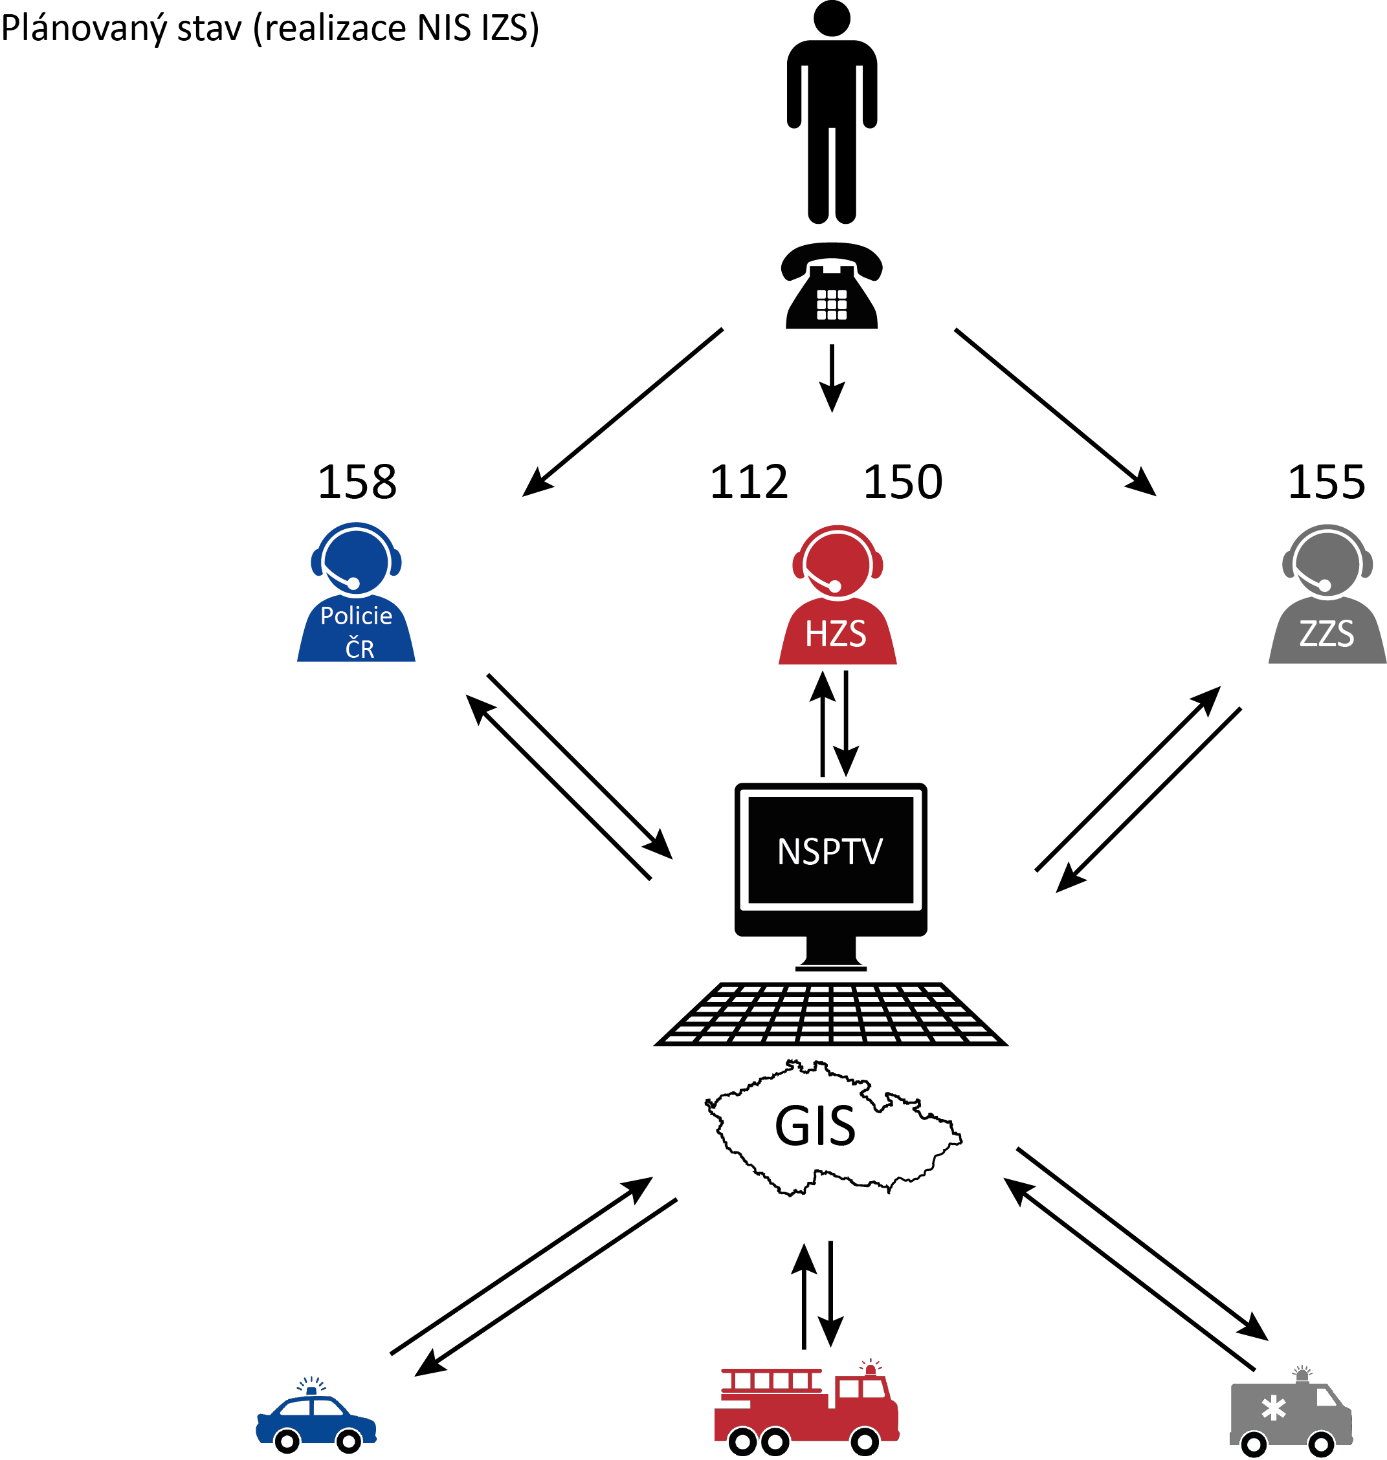 Plánovaný stav (realizace NIS IZS)
158
112
150
155
Policie
ČR
HZS
ZZS
NSPTV
GIS